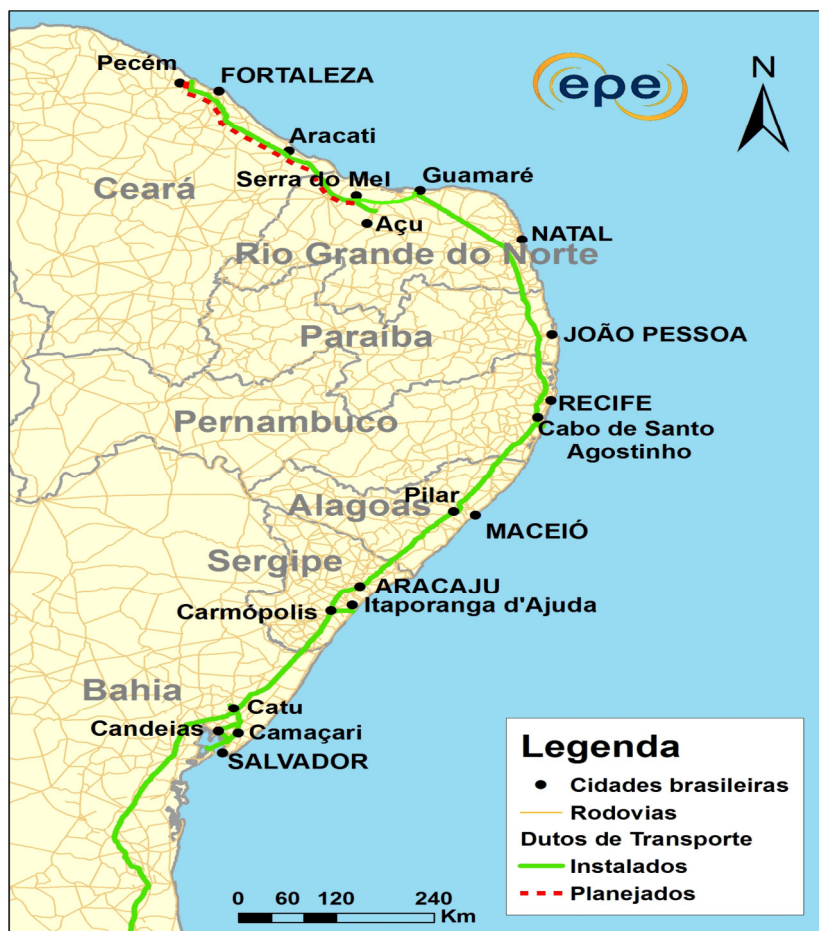 epe
N
Pecém
FORTALEZA
Aracati
Ceará
Serra do Mel
Guamaré
Açu
NATAL
Rio Grande do Norte
Paraíba
JOÃO PESSOA
RECIFE
Pernambuco
Cabo de Santo
Agostinho
Pilar
Alagoas
MACEIÓ
Sergipe
ARACAJU
Carmópolis
Itaporanga d'Ajuda
Bahia
Catu
Candeias
Camaçari
SALVADOR
Legenda
Cidades brasileiras
Rodovias
Dutos de Transporte
Instalados
Planejados
0 60 120 240
Km